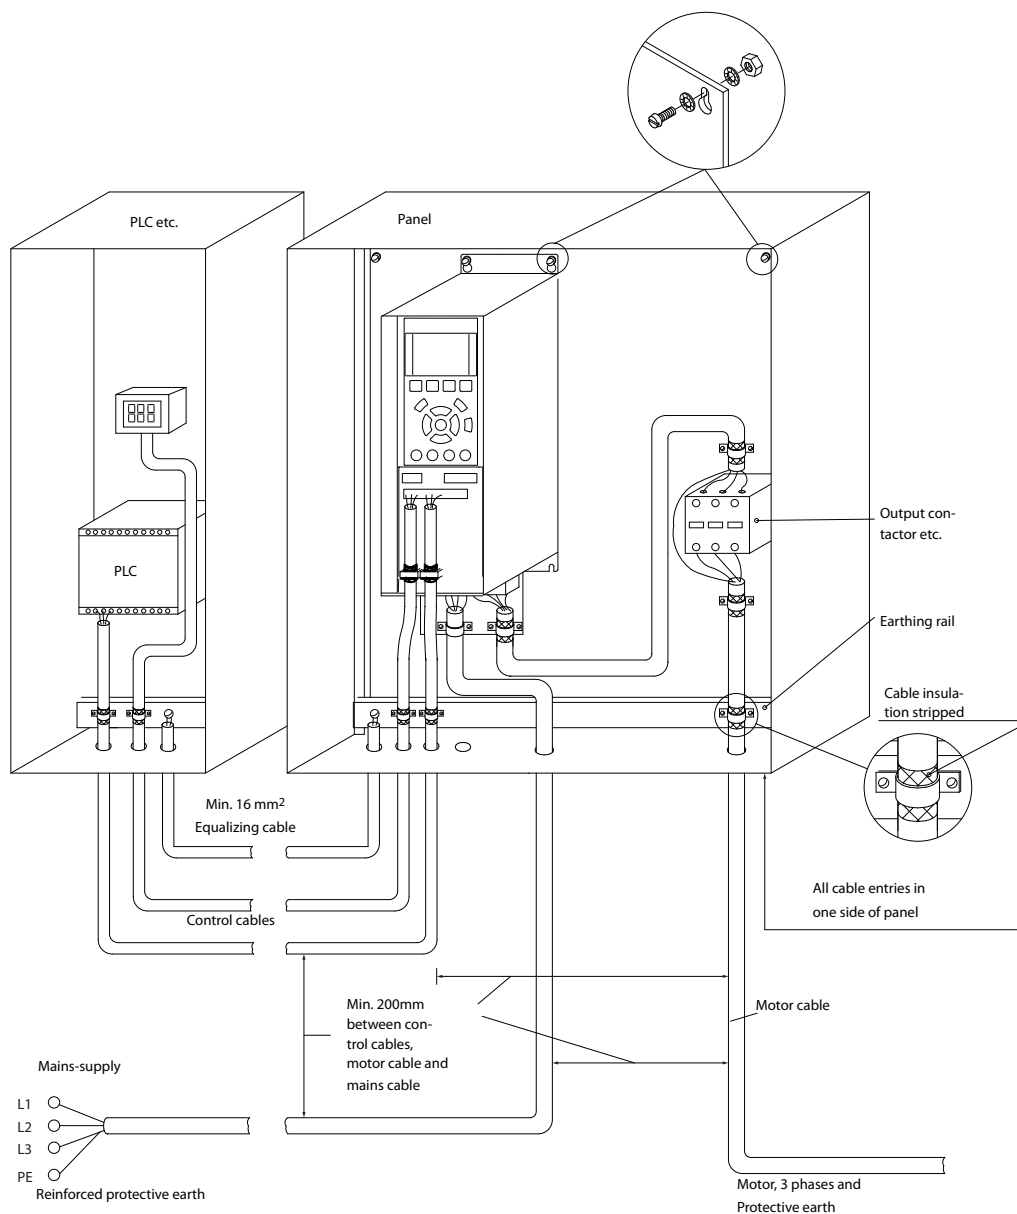 PLC etc.
Panel
PLC
Output con-
tactor etc.
Earthing rail
Cable insula-
tion stripped
Min. 16 mm2
Equalizing cable
All cable entries in
one side of panel
Control cables
Min. 200mm
between con-
trol cables,
motor cable and
mains cable
Motor cable
Mains-supply
L1
L2
L3
PE
Reinforced protective earth
Motor, 3 phases and
Protective earth